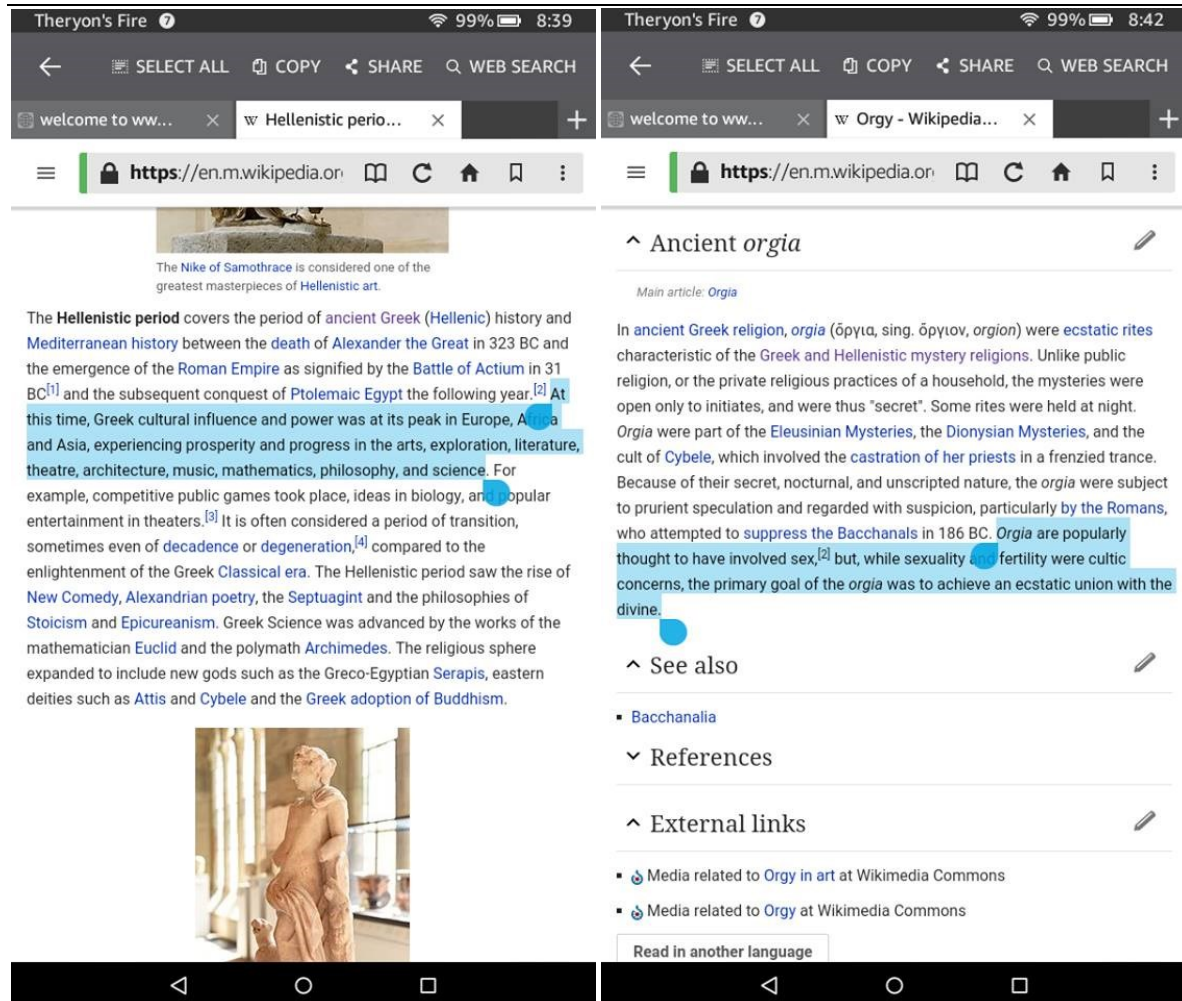 Theryon's Fire 7 99% 8:39
SELECT ALL COPY SHARE WEB SEARCH
welcome to ww... W Hellenistic perio...
https://en.m.wikipedia.or
The Nike of Samothrace is considered one of the
greatest masterpieces of Hellenistic art.
The Hellenistic period covers the period of ancient Greek (Hellenic) history and
Mediterranean history between the death of Alexander the Great in 323 BC and
the emergence of the Roman Empire as signified by the Battle of Actium in 31
BC[1] and the subsequent conquest of Ptolemaic Egypt the following year.[2] At
this time, Greek cultural influence and power was at its peak in Europe, Africa
and Asia, experiencing prosperity and progress in the arts, exploration, literature,
theatre, architecture, music, mathematics, philosophy, and science. For
example, competitive public games took place, ideas in biology, and popular
entertainment in theaters.[3] It is often considered a period of transition,
sometimes even of decadence or degeneration,[4] compared to the
enlightenment of the Greek Classical era. The Hellenistic period saw the rise of
New Comedy, Alexandrian poetry, the Septuagint and the philosophies of
Stoicism and Epicureanism. Greek Science was advanced by the works of the
mathematician Euclid and the polymath Archimedes. The religious sphere
expanded to include new gods such as the Greco-Egyptian Serapis, eastern
deities such as Attis and Cybele and the Greek adoption of Buddhism.
Theryon's Fire 7 99% 8:42
SELECT ALL COPY SHARE WEB SEARCH
welcome to ww... W Orgy - Wikipedia...
https://en.m.wikipedia.or
Ancient orgia
Main article: Orgia
In ancient Greek religion, orgia (ὄργια, sing. ὄργιον, orgion) were ecstatic rites
characteristic of the Greek and Hellenistic mystery religions. Unlike public
religion, or the private religious practices of a household, the mysteries were
open only to initiates, and were thus "secret". Some rites were held at night.
Orgia were part of the Eleusinian Mysteries, the Dionysian Mysteries, and the
cult of Cybele, which involved the castration of her priests in a frenzied trance.
Because of their secret, nocturnal, and unscripted nature, the orgia were subject
to prurient speculation and regarded with suspicion, particularly by the Romans,
who attempted to suppress the Bacchanals in 186 BC. Orgia are popularly
thought to have involved sex,[2] but, while sexuality and fertility were cultic
concerns, the primary goal of the orgia was to achieve an ecstatic union with the
divine.
See also
Bacchanalia
References
External links
Media related to Orgy in art at Wikimedia Commons
Media related to Orgy at Wikimedia Commons
Read in another language